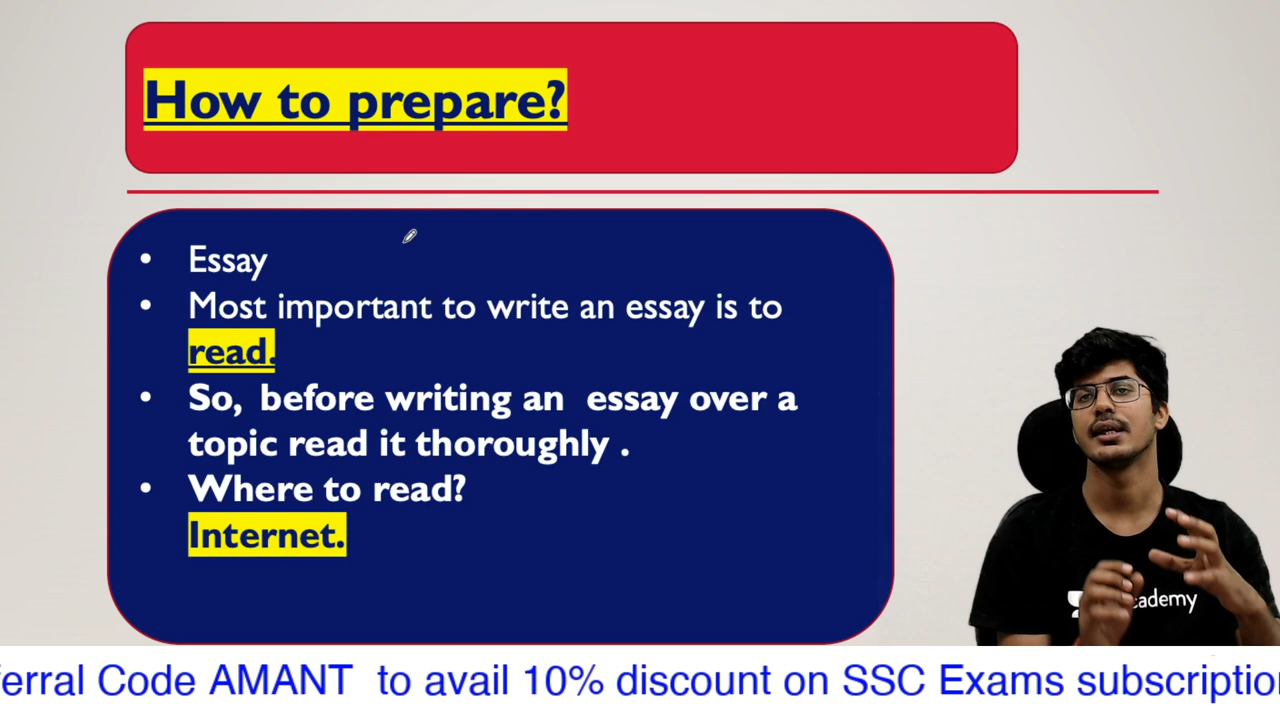 How to prepare?
• Essay
• Most important to write an essay is to
read.
• So, before writing an essay over a
topic read it thoroughly .
• Where to read?
Internet.
cademy
ferral Code AMANT to avail 10% discount on SSC Exams subscription